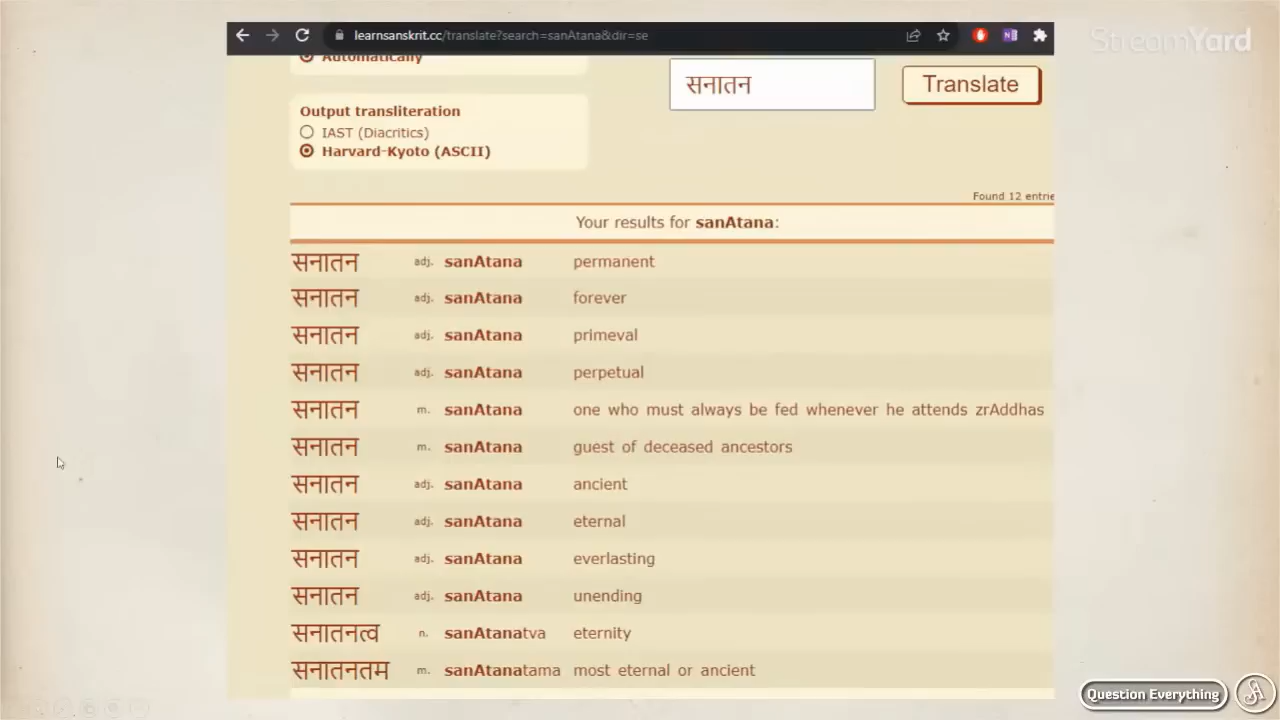 learnsanskrit.cc/translate?search=sanAtana&dir=se
StreamYard
Automatically
सनातन
Translate
Output transliteration
IAST (Diacritics)
Harvard-Kyoto (ASCII)
Found 12 entrie
Your results for sanAtana:
सनातन adj. sanAtana permanent
सनातन adj. sanAtana forever
सनातन adj. sanAtana primeval
सनातन adj. sanAtana perpetual
सनातन m. sanAtana one who must always be fed whenever he attends zrAddhas
सनातन m. sanAtana guest of deceased ancestors
सनातन adj. sanAtana ancient
सनातन adj. sanAtana eternal
सनातन adj. sanAtana everlasting
सनातन adj. sanAtana unending
सनातनत्व n. sanAtanatva eternity
सनातनतम m. sanAtanatama most eternal or ancient
Question Everything